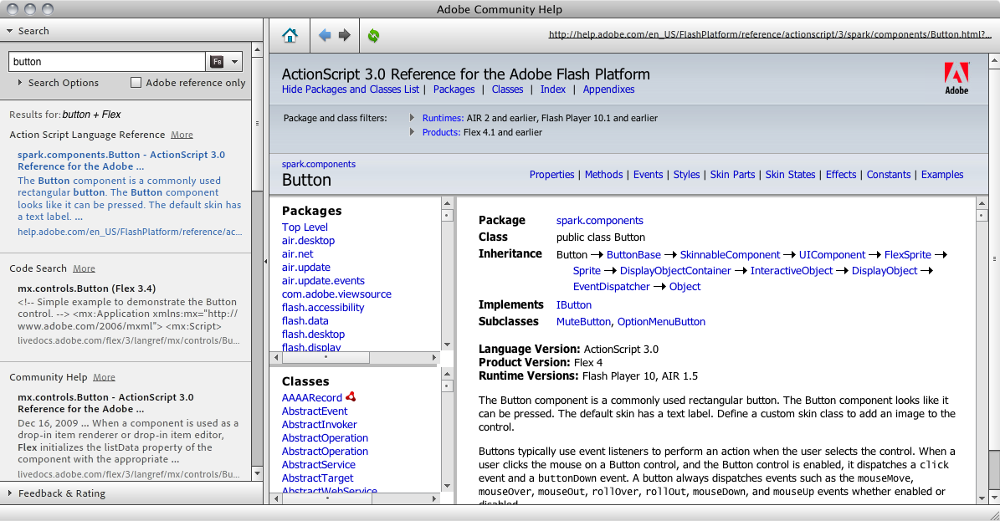 Adobe Community Help
Search
button
Fb
Search Options
Adobe reference only
Results for: button + Flex
Action Script Language Reference More
spark.components.Button - ActionScript 3.0
Reference for the Adobe ...
The Button component is a commonly used
rectangular button. The Button component
looks like it can be pressed. The default skin has
a text label. ...
help.adobe.com/en_US/FlashPlatform/reference/ac...
Code Search More
mx.controls.Button (Flex 3.4)
<!-- Simple example to demonstrate the Button
control. --> <mx:Application xmlns:mx="http://
www.adobe.com/2006/mxml"> <mx:Script>
livedocs.adobe.com/flex/3/langref/mx/controls/Bu...
Community Help More
mx.controls.Button - ActionScript 3.0
Reference for the Adobe ...
Dec 16, 2009 ... When a component is used as a
drop-in item renderer or drop-in item editor,
Flex initializes the listData property of the
component with the appropriate ...
livedocs.adobe.com/flex/3/langref/mx/controls/Bu...
Feedback & Rating
http://help.adobe.com/en_US/FlashPlatform/reference/actionscript/3/spark/components/Button.html?...
ActionScript 3.0 Reference for the Adobe Flash Platform
Hide Packages and Classes List | Packages | Classes | Index | Appendixes
Adobe
Package and class filters:
Runtimes: AIR 2 and earlier, Flash Player 10.1 and earlier
Products: Flex 4.1 and earlier
spark.components
Button
Properties | Methods | Events | Styles | Skin Parts | Skin States | Effects | Constants | Examples
Packages
Top Level
air.desktop
air.net
air.update
air.update.events
com.adobe.viewsource
flash.accessibility
flash.data
flash.desktop
flash.display
Classes
AAAARecord
AbstractEvent
AbstractInvoker
AbstractOperation
AbstractOperation
AbstractService
AbstractTarget
AbstractWebService
Package spark.components
Class public class Button
Inheritance Button → ButtonBase → SkinnableComponent → UIComponent → FlexSprite →
Sprite → DisplayObjectContainer → InteractiveObject → DisplayObject →
EventDispatcher → Object
Implements IButton
Subclasses MuteButton, OptionMenuButton
Language Version: ActionScript 3.0
Product Version: Flex 4
Runtime Versions: Flash Player 10, AIR 1.5
The Button component is a commonly used rectangular button. The Button component looks like it
can be pressed. The default skin has a text label. Define a custom skin class to add an image to the
control.
Buttons typically use event listeners to perform an action when the user selects the control. When a
user clicks the mouse on a Button control, and the Button control is enabled, it dispatches a click
event and a buttonDown event. A button always dispatches events such as the mouseMove,
mouseOver, mouseOut, rollOver, rollOut, mouseDown, and mouseUp events whether enabled or
disabled.